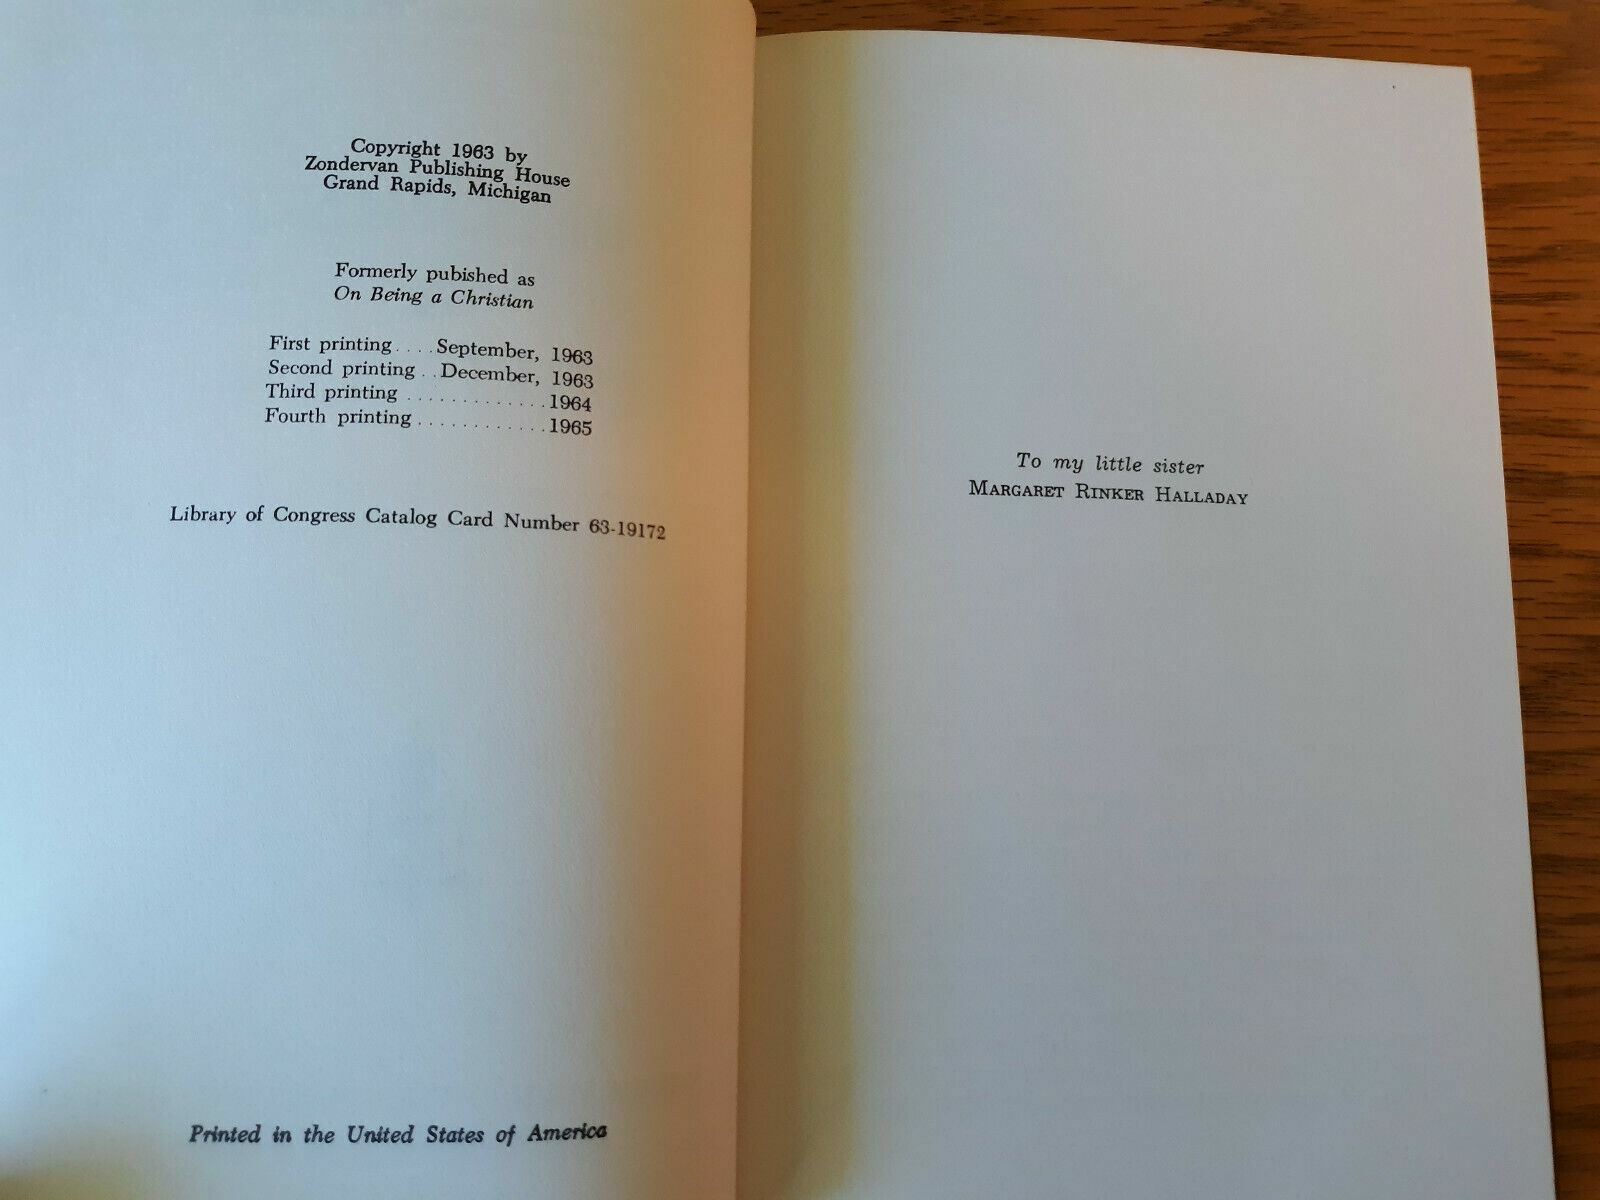 Copyright 1963 by
Zondervan Publishing House
Grand Rapids, Michigan
Formerly pubished as
On Being a Christian
First printing . . . . September, 1963
Second printing . . December, 1963
Third printing . . . . . . . . . . . . . 1964
Fourth printing . . . . . . . . . . . . 1965
Library of Congress Catalog Card Number 63-19172
Printed in the United States of America
To my little sister
MARGARET RINKER HALLADAY